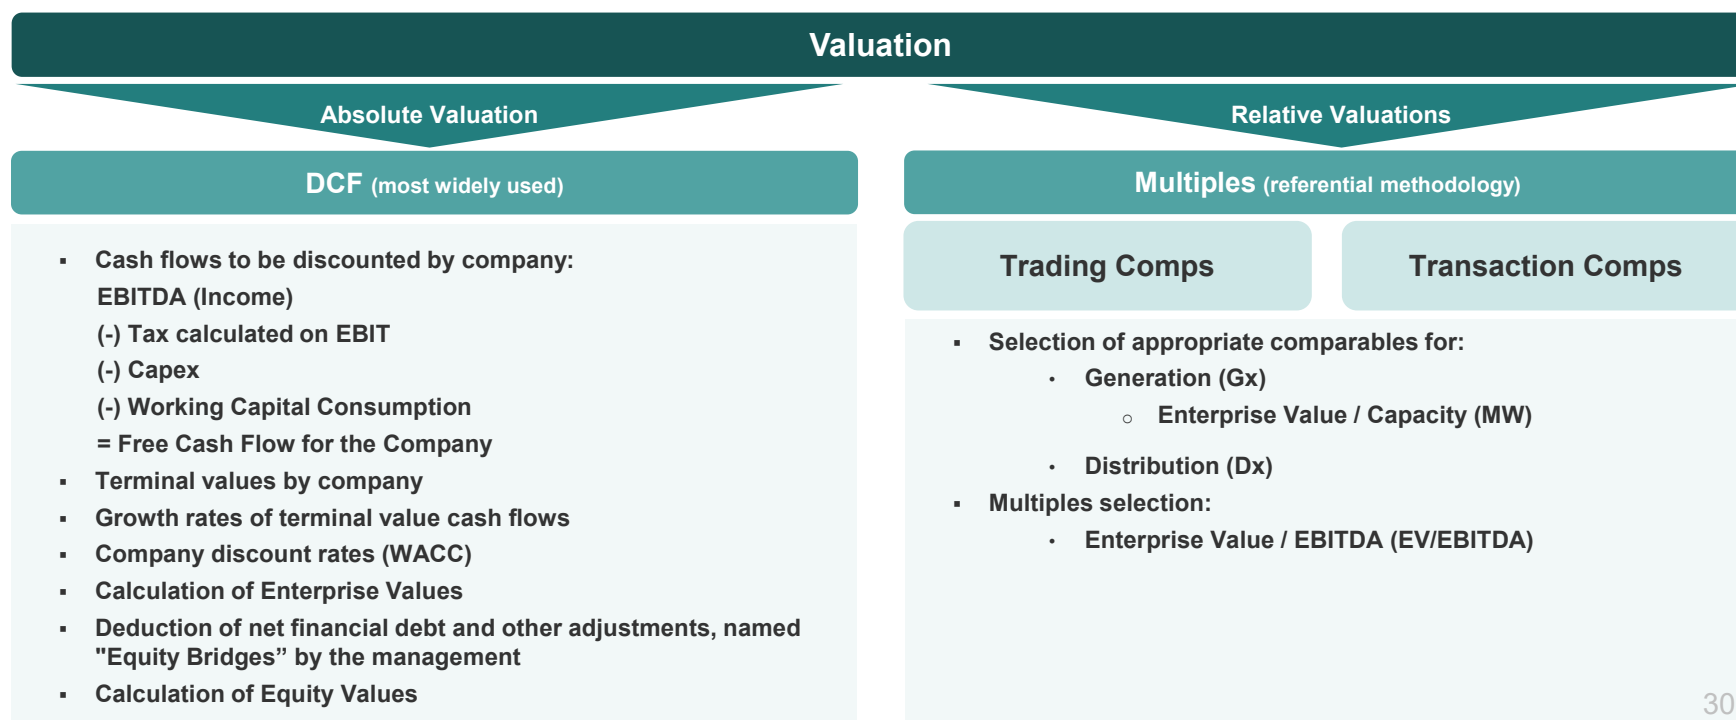 Valuation
Absolute Valuation
DCF (most widely used)
▪ Cash flows to be discounted by company:
EBITDA (Income)
(-) Tax calculated on EBIT
(-) Capex
(-) Working Capital Consumption
= Free Cash Flow for the Company
▪ Terminal values by company
▪ Growth rates of terminal value cash flows
▪ Company discount rates (WACC)
▪ Calculation of Enterprise Values
▪ Deduction of net financial debt and other adjustments, named
"Equity Bridges” by the management
▪ Calculation of Equity Values
Relative Valuations
Multiples (referential methodology)
Trading Comps
Transaction Comps
▪ Selection of appropriate comparables for:
• Generation (Gx)
○ Enterprise Value / Capacity (MW)
• Distribution (Dx)
▪ Multiples selection:
• Enterprise Value / EBITDA (EV/EBITDA)
30